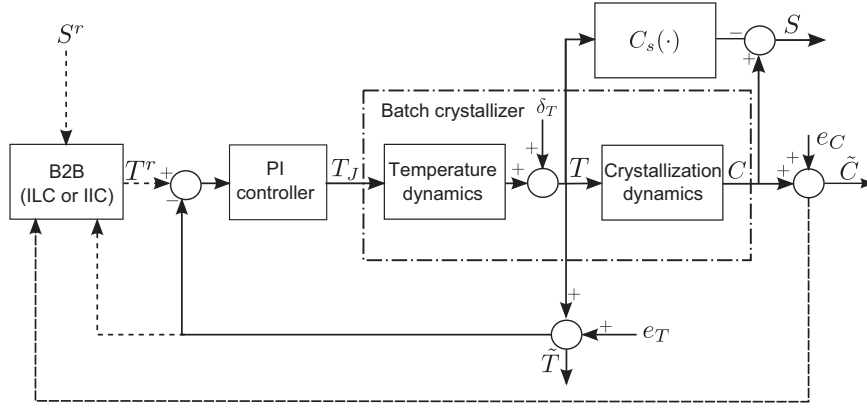 S^r
C_s(·)
−
S
+
Batch crystallizer
δ_T
e_C
B2B
(ILC or IIC)
T^r
+
−
PI
controller
T_J
Temperature
dynamics
+
+
T
Crystallization
dynamics
C
+
+
C̃
+
+
e_T
T̃